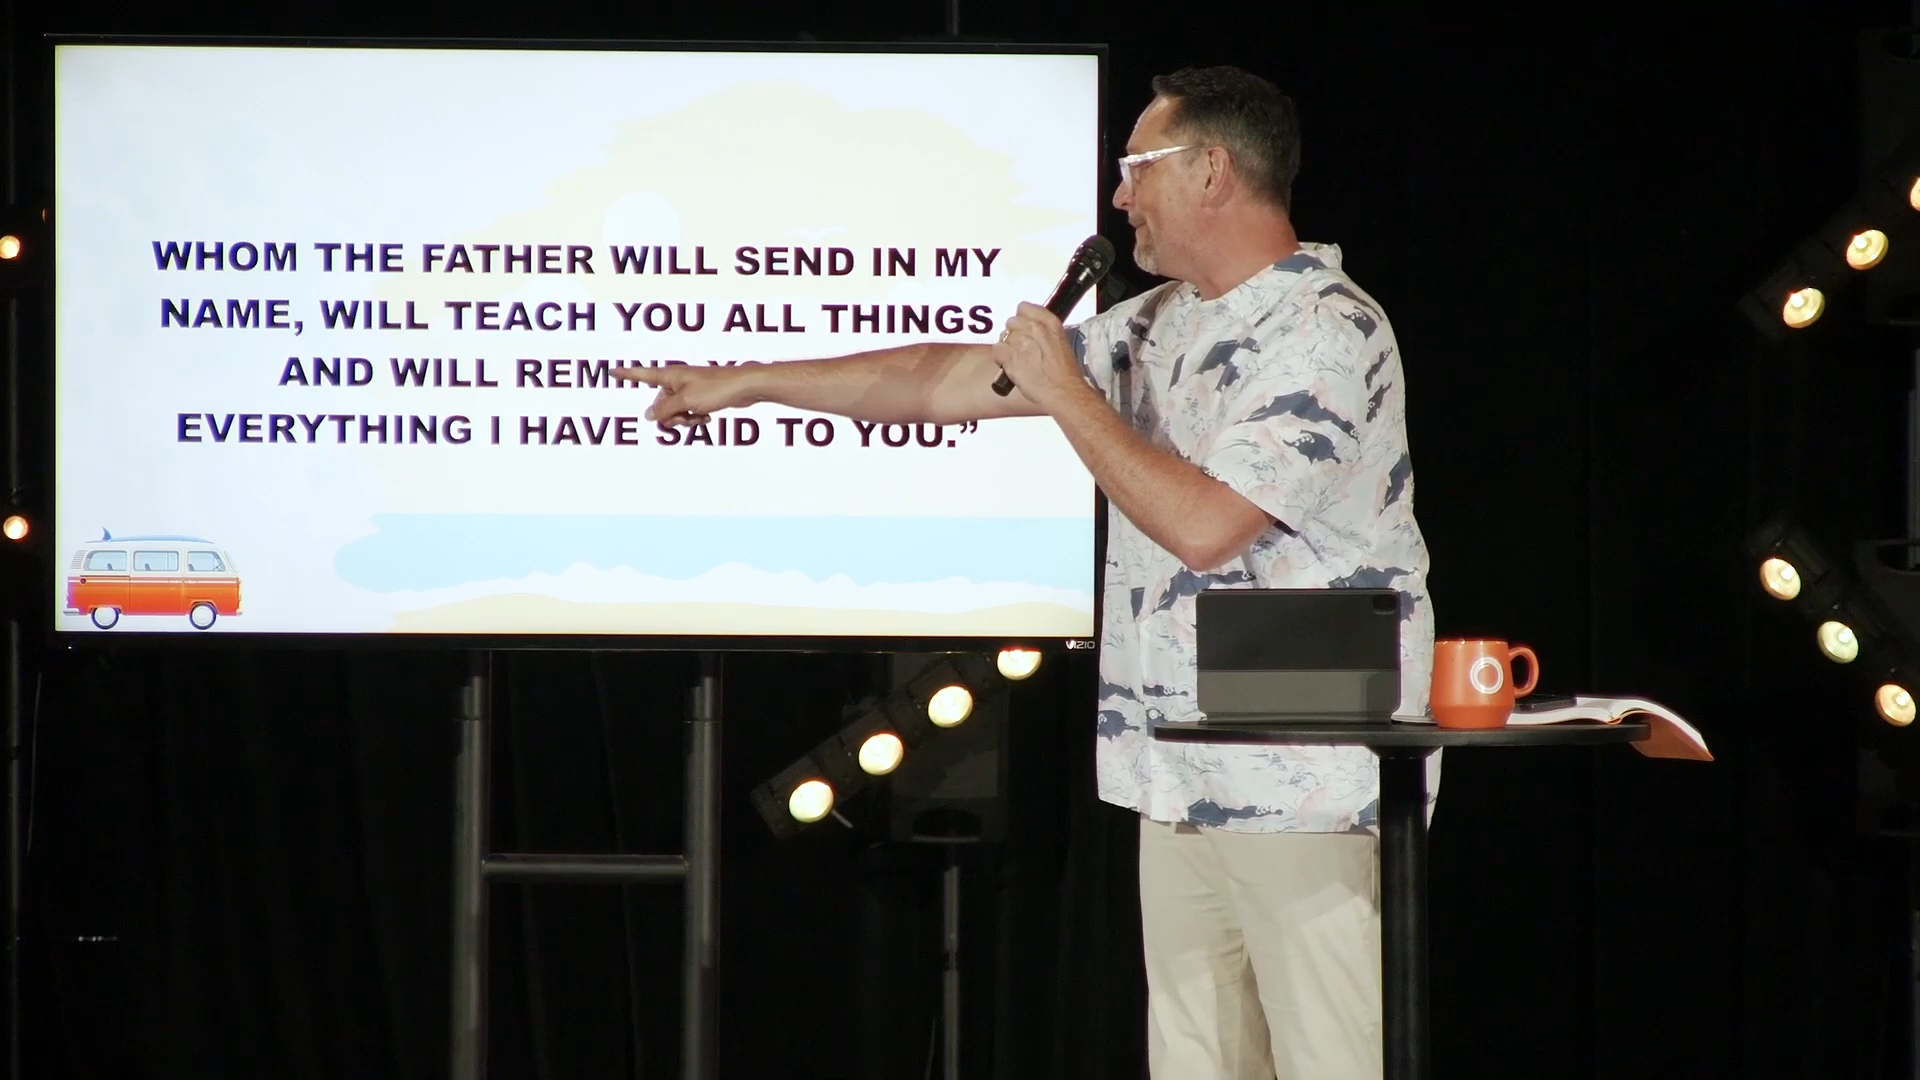 WHOM THE FATHER WILL SEND IN MY
NAME, WILL TEACH YOU ALL THINGS
AND WILL REMIND
EVERYTHING I HAVE SAID TO YOU.”
VIZIO